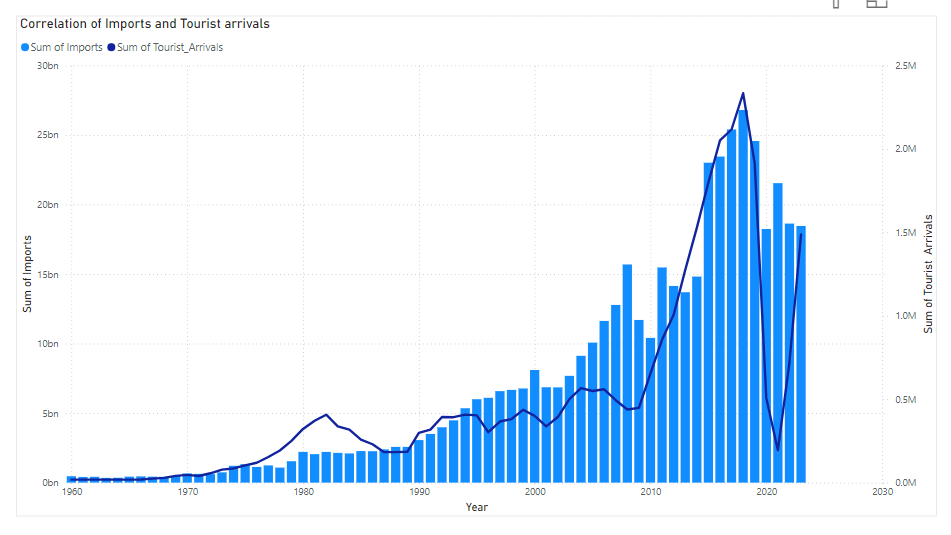 Correlation of Imports and Tourist arrivals
Sum of Imports Sum of Tourist_Arrivals
30bn
25bn
20bn
15bn
10bn
5bn
0bn
Sum of Imports
2.5M
2.0M
1.5M
1.0M
0.5M
0.0M
Sum of Tourist_Arrivals
1960 1970 1980 1990 2000 2010 2020 2030
Year